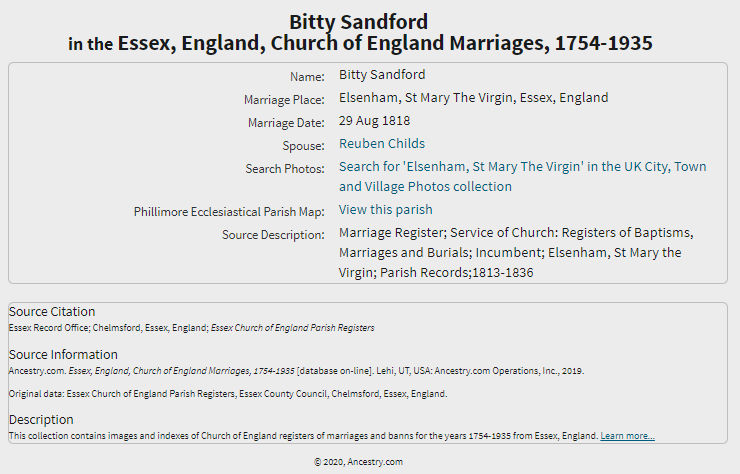 Bitty Sandford
in the Essex, England, Church of England Marriages, 1754-1935
Name: Bitty Sandford
Marriage Place: Elsenham, St Mary The Virgin, Essex, England
Marriage Date: 29 Aug 1818
Spouse: Reuben Childs
Search Photos: Search for 'Elsenham, St Mary The Virgin' in the UK City, Town
and Village Photos collection
Phillimore Ecclesiastical Parish Map: View this parish
Source Description: Marriage Register; Service of Church: Registers of Baptisms,
Marriages and Burials; Incumbent; Elsenham, St Mary the
Virgin; Parish Records;1813-1836
Source Citation
Essex Record Office; Chelmsford, Essex, England; Essex Church of England Parish Registers
Source Information
Ancestry.com. Essex, England, Church of England Marriages, 1754-1935 [database on-line]. Lehi, UT, USA: Ancestry.com Operations, Inc., 2019.
Original data: Essex Church of England Parish Registers, Essex County Council, Chelmsford, Essex, England.
Description
This collection contains images and indexes of Church of England registers of marriages and banns for the years 1754-1935 from Essex, England. Learn more...
© 2020, Ancestry.com